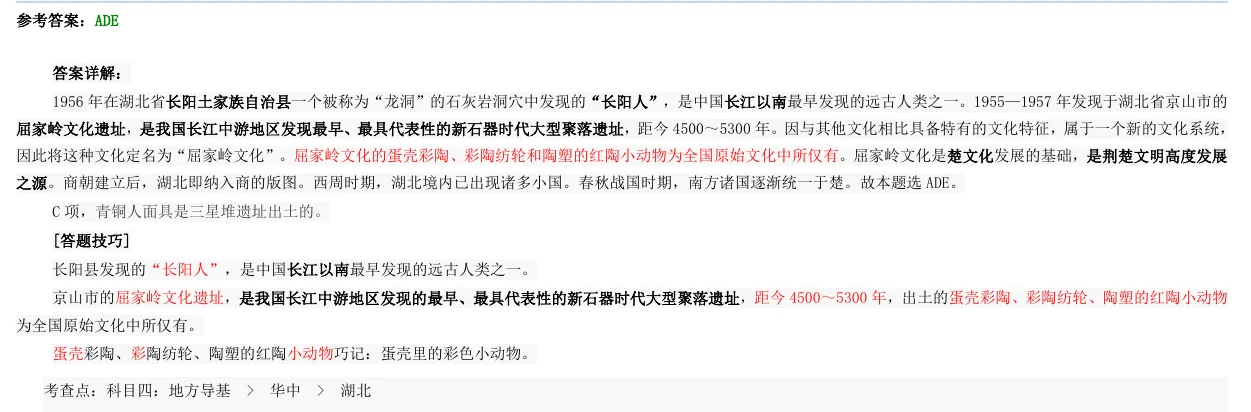 参考答案：ADE
答案详解：
1956 年在湖北省长阳土家族自治县一个被称为“龙洞”的石灰岩洞穴中发现的“长阳人”，是中国长江以南最早发现的远古人类之一。1955—1957 年发现于湖北省京山市的
屈家岭文化遗址，是我国长江中游地区发现最早、最具代表性的新石器时代大型聚落遗址，距今 4500～5300 年。因与其他文化相比具备特有的文化特征，属于一个新的文化系统，
因此将这种文化定名为“屈家岭文化”。屈家岭文化的蛋壳彩陶、彩陶纺轮和陶塑的红陶小动物为全国原始文化中所仅有。屈家岭文化是楚文化发展的基础，是荆楚文明高度发展
之源。商朝建立后，湖北即纳入商的版图。西周时期，湖北境内已出现诸多小国。春秋战国时期，南方诸国逐渐统一于楚。故本题选 ADE。
C 项，青铜人面具是三星堆遗址出土的。
[答题技巧]
长阳县发现的“长阳人”，是中国长江以南最早发现的远古人类之一。
京山市的屈家岭文化遗址，是我国长江中游地区发现的最早、最具代表性的新石器时代大型聚落遗址，距今 4500～5300 年，出土的蛋壳彩陶、彩陶纺轮、陶塑的红陶小动物
为全国原始文化中所仅有。
蛋壳彩陶、彩陶纺轮、陶塑的红陶小动物巧记：蛋壳里的彩色小动物。
考查点：科目四：地方导基 > 华中 > 湖北